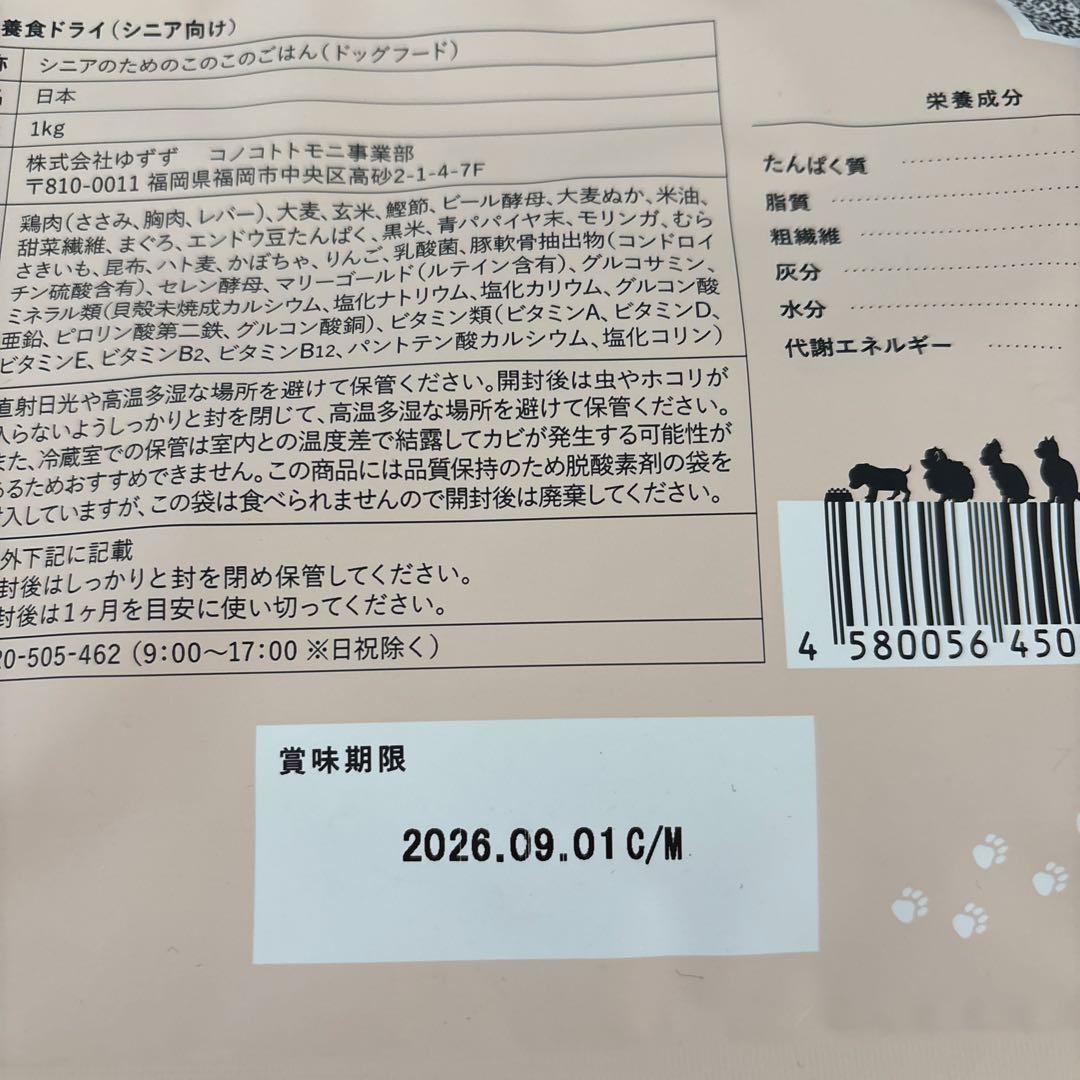 養食ドライ(シニア向け)
シニアのためのこのこのごはん(ドッグフード)
日本
1kg
株式会社ゆずず コノコトトモニ事業部
〒810-0011 福岡県福岡市中央区高砂2-1-4-7F
鶏肉(ささみ、胸肉、レバー)、大麦、玄米、鰹節、ビール酵母、大麦ぬか、米油、
甜菜繊維、まぐろ、エンドウ豆たんぱく、黒米、青パパイヤ末、モリンガ、むら
さきいも、昆布、ハト麦、かぼちゃ、りんご、乳酸菌、豚軟骨抽出物(コンドロイ
チン硫酸含有)、セレン酵母、マリーゴールド(ルテイン含有)、グルコサミン、
ミネラル類(貝殻未焼成カルシウム、塩化ナトリウム、塩化カリウム、グルコン酸
亜鉛、ピロリン酸第二鉄、グルコン酸銅)、ビタミン類(ビタミンA、ビタミンD、
ビタミンE、ビタミンB2、ビタミンB12、パントテン酸カルシウム、塩化コリン)
直射日光や高温多湿な場所を避けて保管ください。開封後は虫やホコリが
入らないようしっかりと封を閉じて、高温多湿な場所を避けて保管ください。
また、冷蔵室での保管は室内との温度差で結露してカビが発生する可能性が
あるためおすすめできません。この商品には品質保持のため脱酸素剤の袋を
封入していますが、この袋は食べられませんので開封後は廃棄してください。
外下記に記載
封後はしっかりと封を閉め保管してください。
封後は1ヶ月を目安に使い切ってください。
20-505-462 (9:00〜17:00 ※日祝除く)
栄養成分
たんぱく質
脂質
粗繊維
灰分
水分
代謝エネルギー
4 580056 450
賞味期限
2026.09.01 C/M